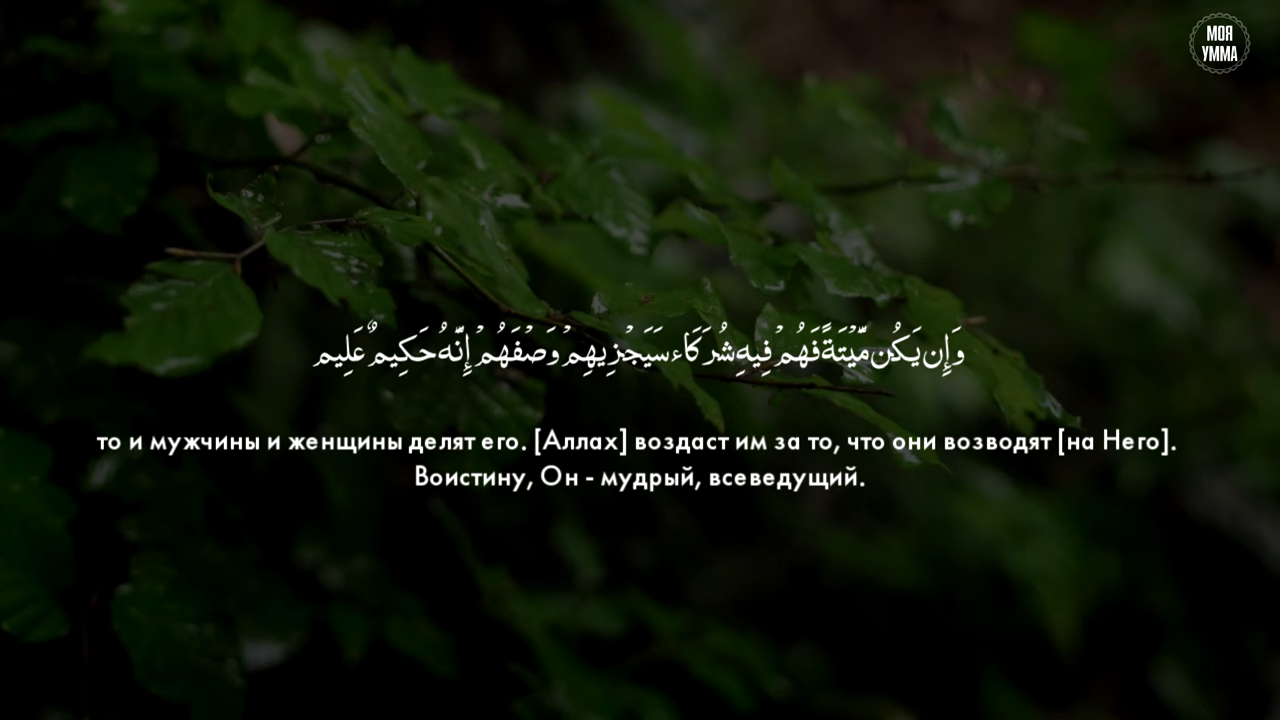 МОЯ
УММА
وَإِن يَكُن مَّيْتَةً فَهُمْ فِيهِ شُرَكَاء سَيَجْزِيهِمْ وَصْفَهُمْ إِنَّهُ حَكِيمٌ عَلِيم
то и мужчины и женщины делят его. [Аллах] воздаст им за то, что они возводят [на Него].
Воистину, Он - мудрый, всеведущий.